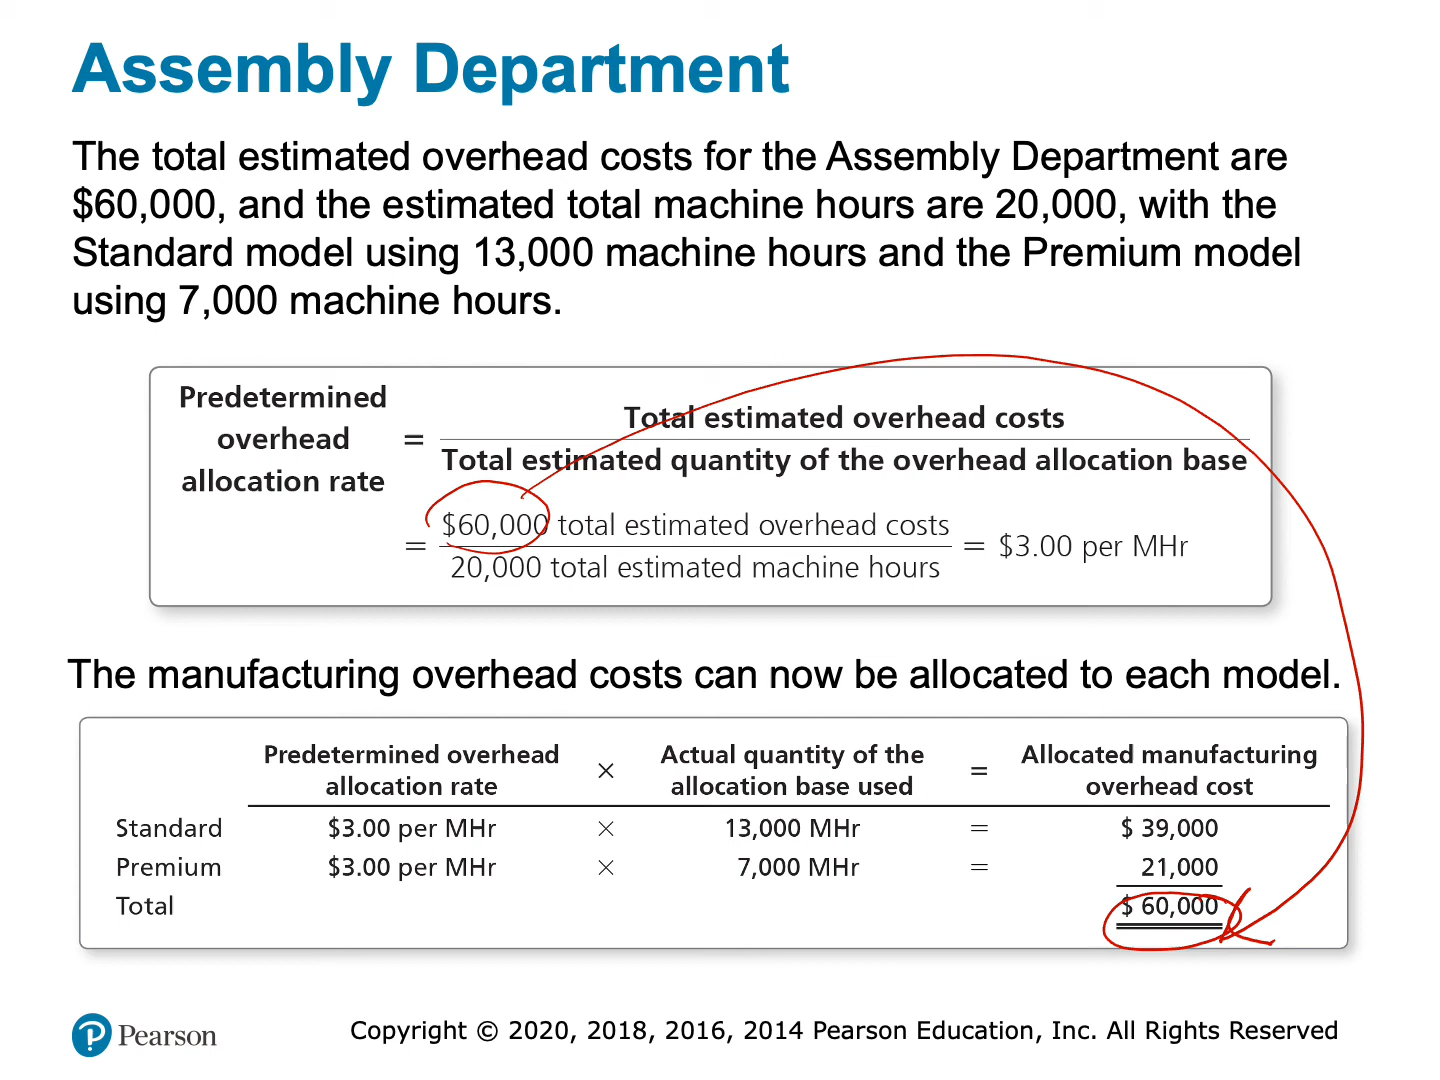 Assembly Department
The total estimated overhead costs for the Assembly Department are
$60,000, and the estimated total machine hours are 20,000, with the
Standard model using 13,000 machine hours and the Premium model
using 7,000 machine hours.
Predetermined
overhead
allocation rate
=
Total estimated overhead costs
Total estimated quantity of the overhead allocation base
= $60,000 total estimated overhead costs
20,000 total estimated machine hours
= $3.00 per MHr
The manufacturing overhead costs can now be allocated to each model.
Predetermined overhead × Actual quantity of the = Allocated manufacturing
allocation rate allocation base used overhead cost
Standard $3.00 per MHr × 13,000 MHr = $ 39,000
Premium $3.00 per MHr × 7,000 MHr = 21,000
Total $ 60,000
P Pearson
Copyright © 2020, 2018, 2016, 2014 Pearson Education, Inc. All Rights Reserved